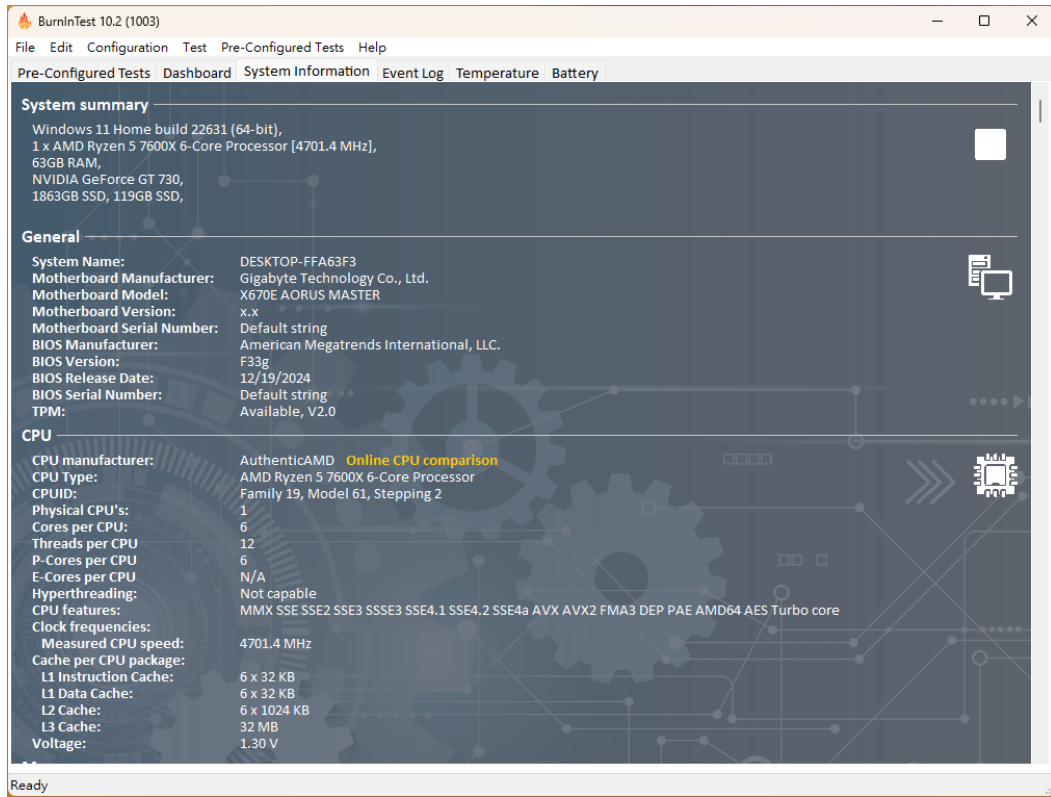 BurnInTest 10.2 (1003)
File Edit Configuration Test Pre-Configured Tests Help
Pre-Configured Tests Dashboard System Information Event Log Temperature Battery
System summary
Windows 11 Home build 22631 (64-bit),
1 x AMD Ryzen 5 7600X 6-Core Processor [4701.4 MHz],
63GB RAM,
NVIDIA GeForce GT 730,
1863GB SSD, 119GB SSD,
General
System Name: DESKTOP-FFA63F3
Motherboard Manufacturer: Gigabyte Technology Co., Ltd.
Motherboard Model: X670E AORUS MASTER
Motherboard Version: x.x
Motherboard Serial Number: Default string
BIOS Manufacturer: American Megatrends International, LLC.
BIOS Version: F33g
BIOS Release Date: 12/19/2024
BIOS Serial Number: Default string
TPM: Available, V2.0
CPU
CPU manufacturer: AuthenticAMD Online CPU comparison
CPU Type: AMD Ryzen 5 7600X 6-Core Processor
CPUID: Family 19, Model 61, Stepping 2
Physical CPU's: 1
Cores per CPU: 6
Threads per CPU 12
P-Cores per CPU 6
E-Cores per CPU N/A
Hyperthreading: Not capable
CPU features: MMX SSE SSE2 SSE3 SSSE3 SSE4.1 SSE4.2 SSE4a AVX AVX2 FMA3 DEP PAE AMD64 AES Turbo core
Clock frequencies:
Measured CPU speed: 4701.4 MHz
Cache per CPU package:
L1 Instruction Cache: 6 x 32 KB
L1 Data Cache: 6 x 32 KB
L2 Cache: 6 x 1024 KB
L3 Cache: 32 MB
Voltage: 1.30 V
Ready